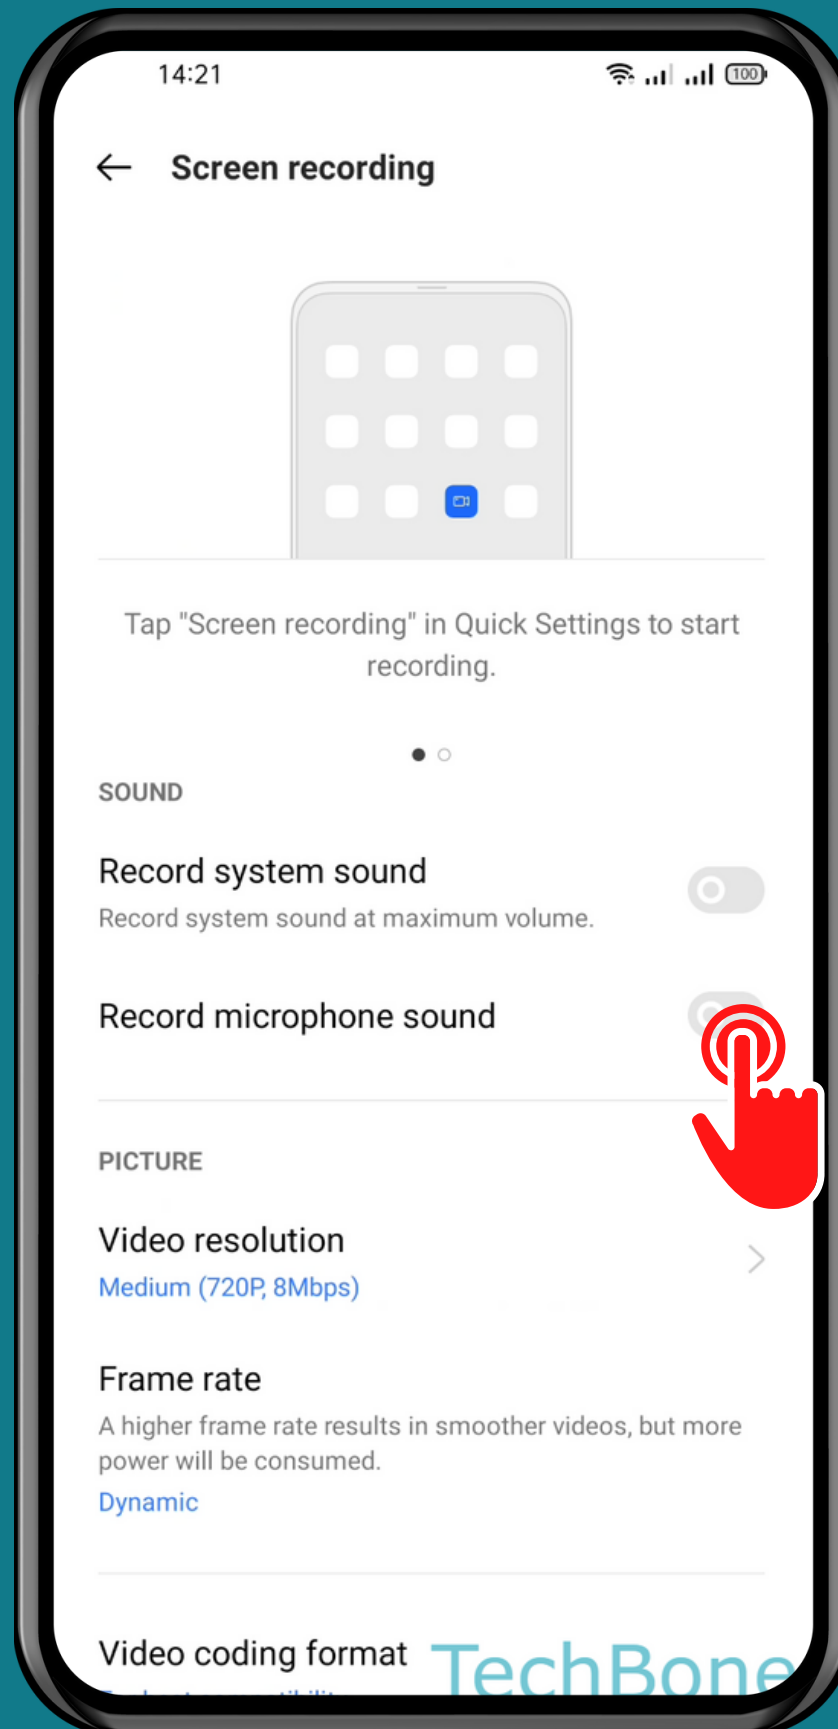 14:21
100
Screen recording
Tap "Screen recording" in Quick Settings to start
recording.
SOUND
Record system sound
Record system sound at maximum volume.
Record microphone sound
PICTURE
Video resolution
Medium (720P, 8Mbps)
Frame rate
A higher frame rate results in smoother videos, but more
power will be consumed.
Dynamic
Video coding format
TechBone